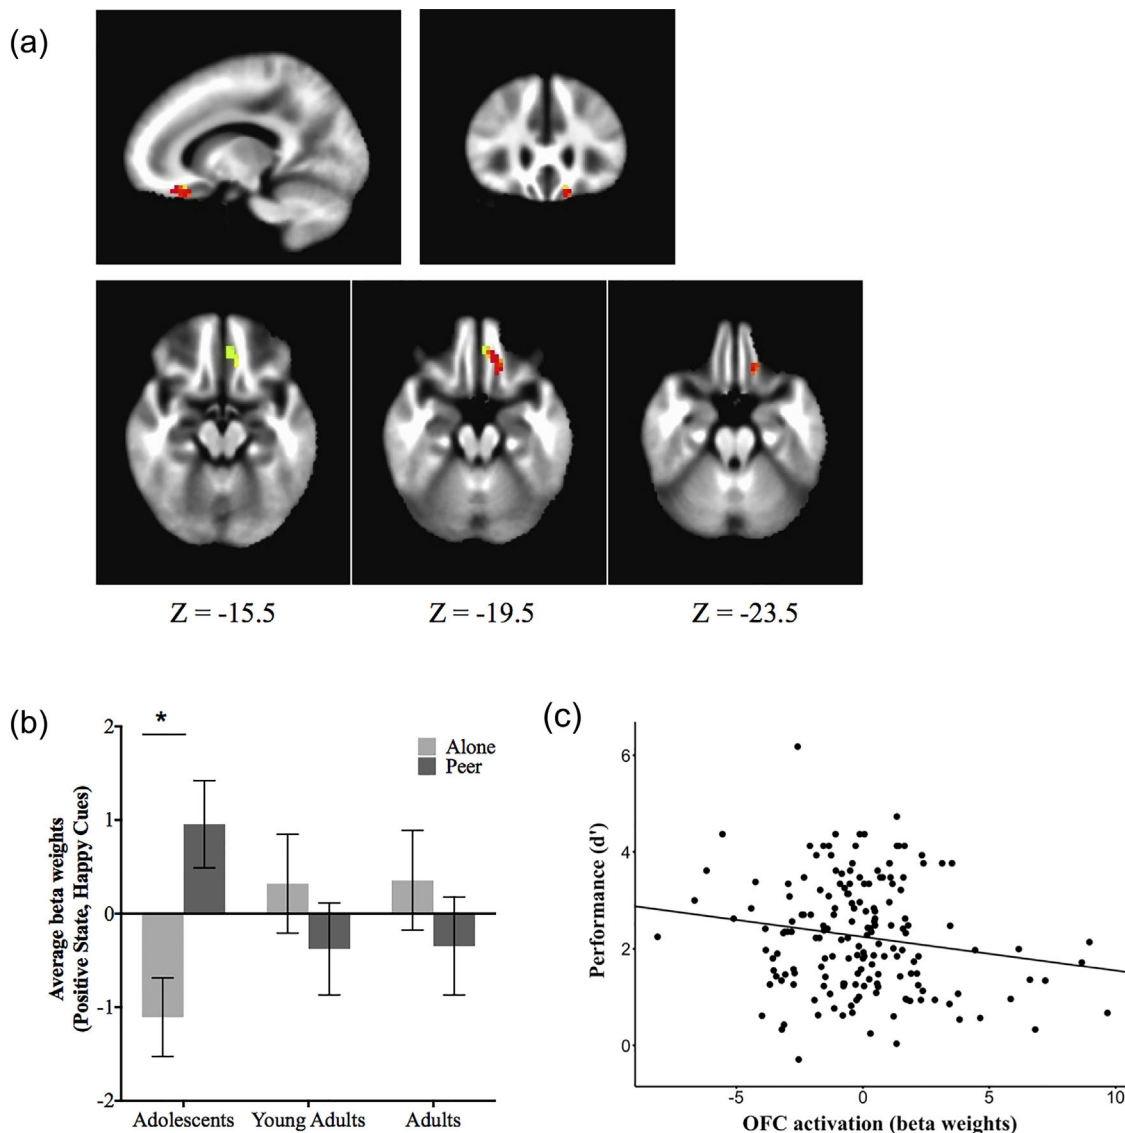 (a)
Z = -15.5
Z = -19.5
Z = -23.5
(b)
2
1
0
-1
-2
*
Alone
Peer
Average beta weights
(Positive State, Happy Cues)
Adolescents
Young Adults
Adults
(c)
6
4
2
0
Performance (d')
-5
0
5
10
OFC activation (beta weights)